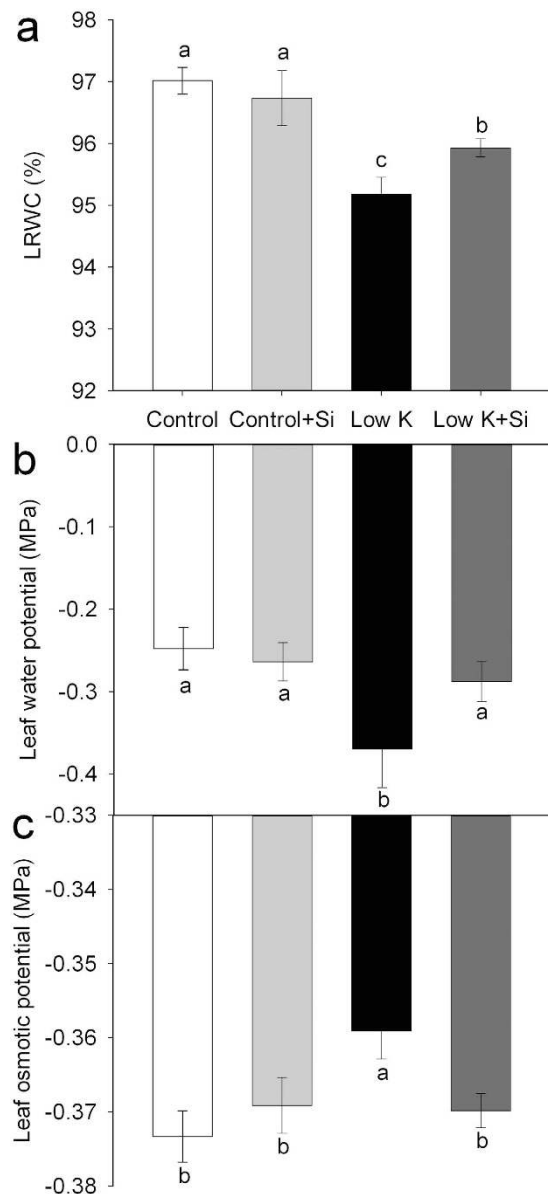 a
98
97
96
95
94
93
92
LRWC (%)
a
a
c
b
Control Control+Si Low K Low K+Si
b
0.0
-0.1
-0.2
-0.3
-0.4
Leaf water potential (MPa)
a
a
b
a
c
-0.33
-0.34
-0.35
-0.36
-0.37
-0.38
Leaf osmotic potential (MPa)
b
b
a
b